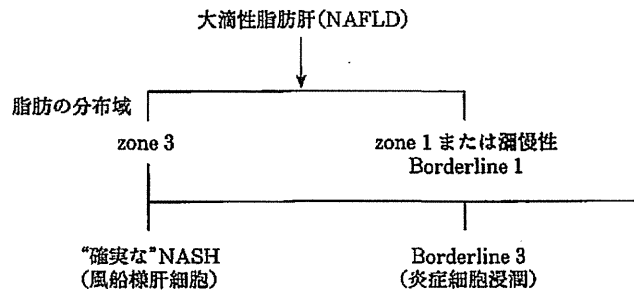 大滴性脂肪肝(NAFLD)
脂肪の分布域
zone 3
zone 1 または瀰慢性
Borderline 1
“確実な”NASH
(風船様肝細胞)
Borderline 3
(炎症細胞浸潤)